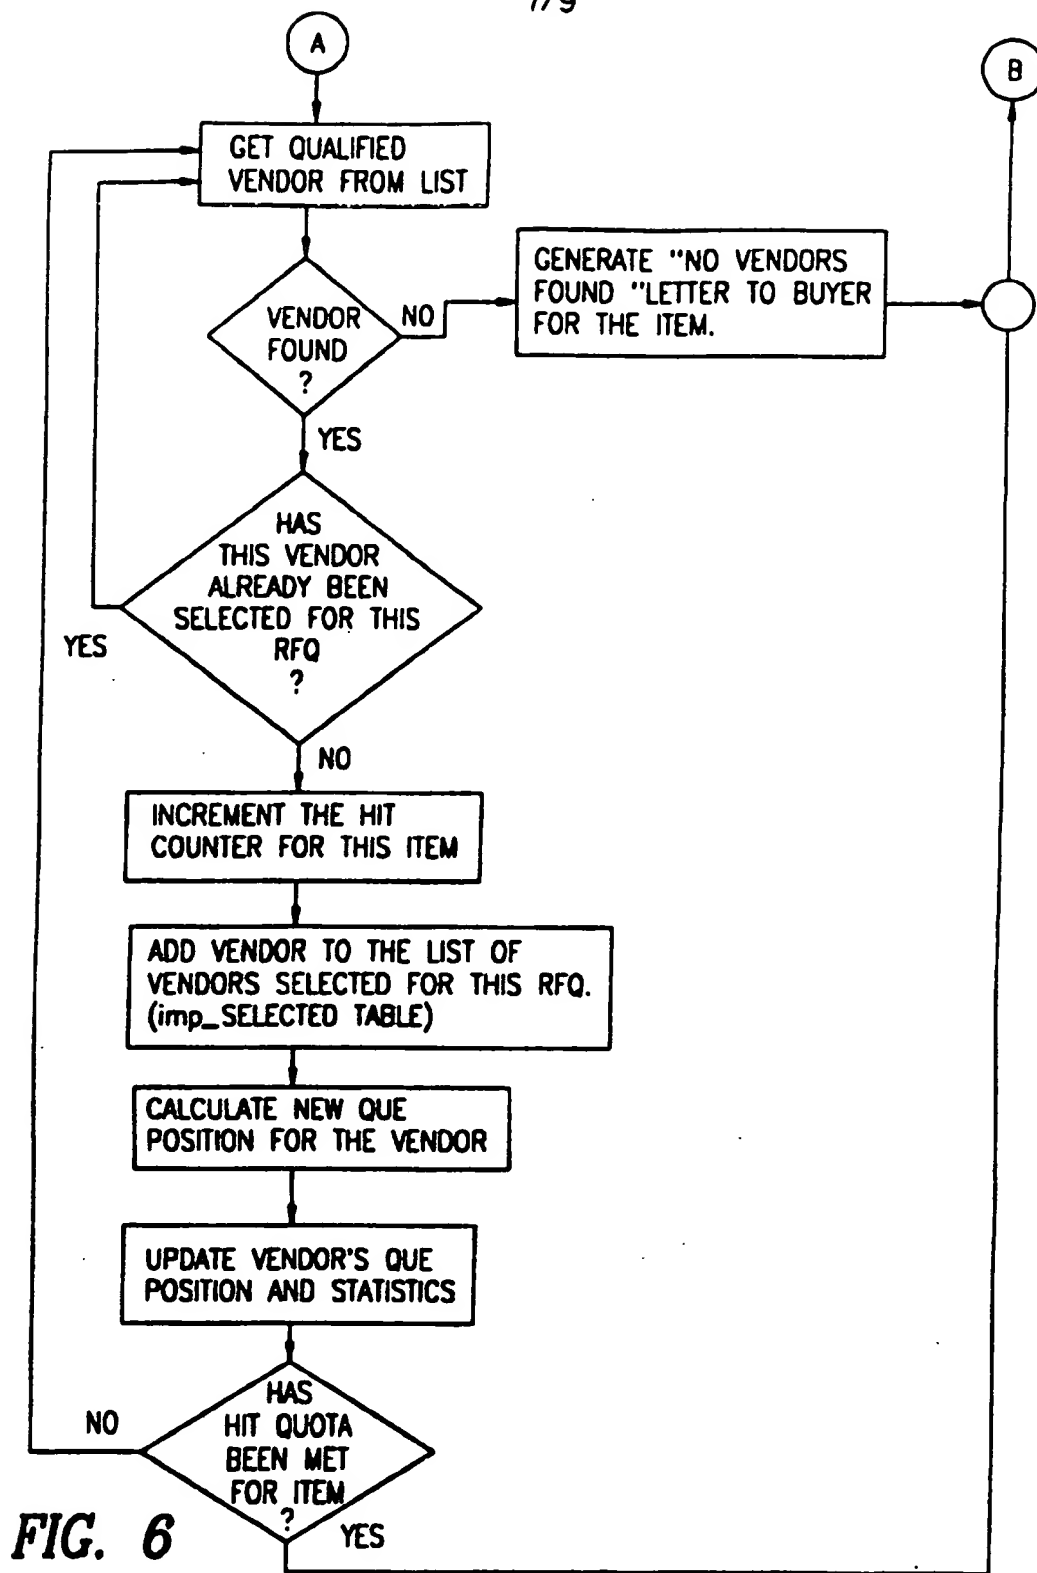 7/9
A
B
GET QUALIFIED
VENDOR FROM LIST
VENDOR
FOUND
?
NO
GENERATE "NO VENDORS
FOUND "LETTER TO BUYER
FOR THE ITEM.
YES
HAS
THIS VENDOR
ALREADY BEEN
SELECTED FOR THIS
RFQ
?
YES
NO
INCREMENT THE HIT
COUNTER FOR THIS ITEM
ADD VENDOR TO THE LIST OF
VENDORS SELECTED FOR THIS RFQ.
(imp_SELECTED TABLE)
CALCULATE NEW QUE
POSITION FOR THE VENDOR
UPDATE VENDOR'S QUE
POSITION AND STATISTICS
HAS
HIT QUOTA
BEEN MET
FOR ITEM
?
NO
YES
FIG. 6